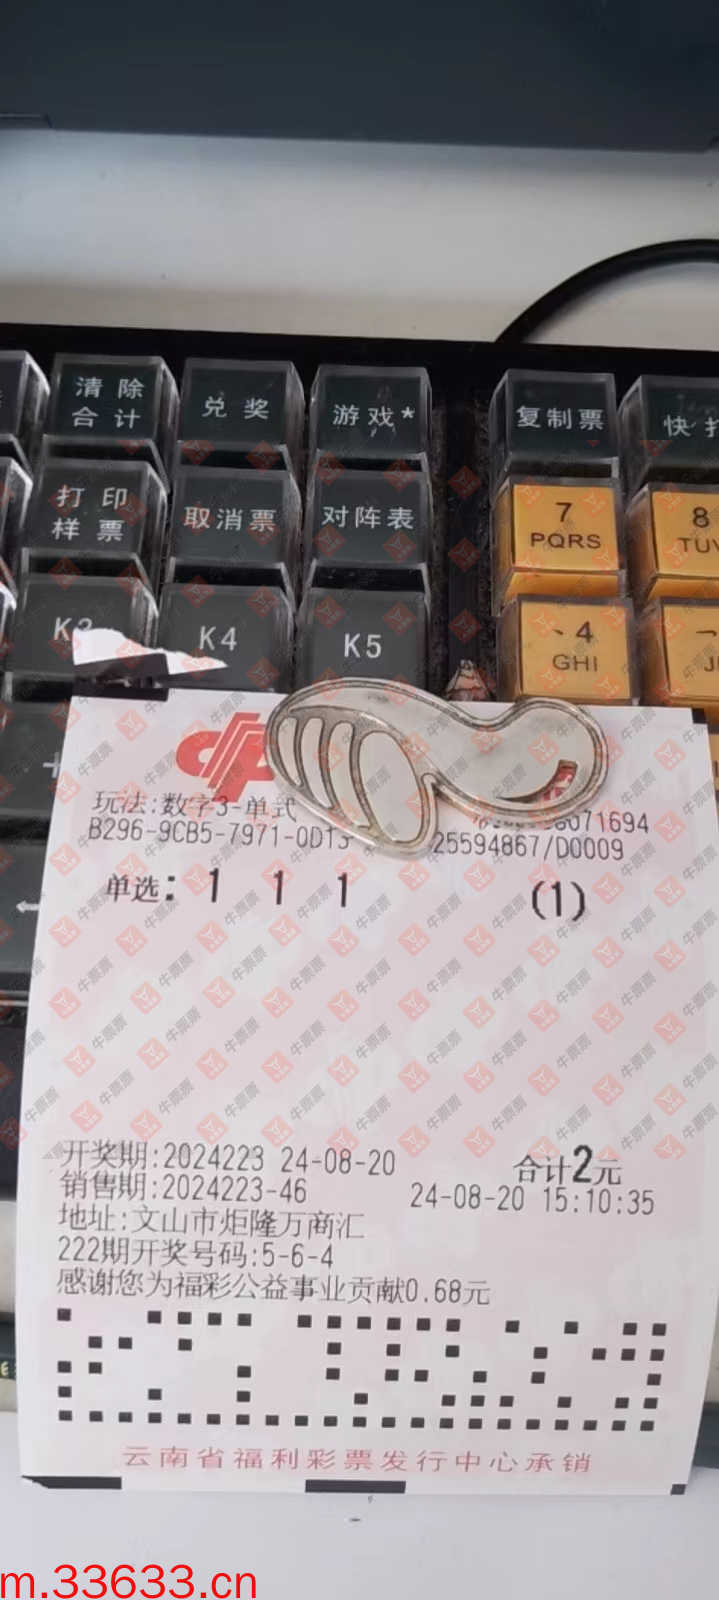 清除 合计
兑奖
游戏*
复制票
快
打印 样票
取消票
对阵表
7 PQRS
8 TUV
K4
K5
4 GHI
玩法:数字3-单式
B296-9CB5-7971-0D13
071694
25594867/D0009
单选: 1 1 1 (1)
开奖期:2024223 24-08-20 合计2元
销售期:2024223-46 24-08-20 15:10:35
地址:文山市炬隆万商汇
222期开奖号码:5-6-4
感谢您为福彩公益事业贡献0.68元
云南省福利彩票发行中心承销
牛票票
m.33633.cn